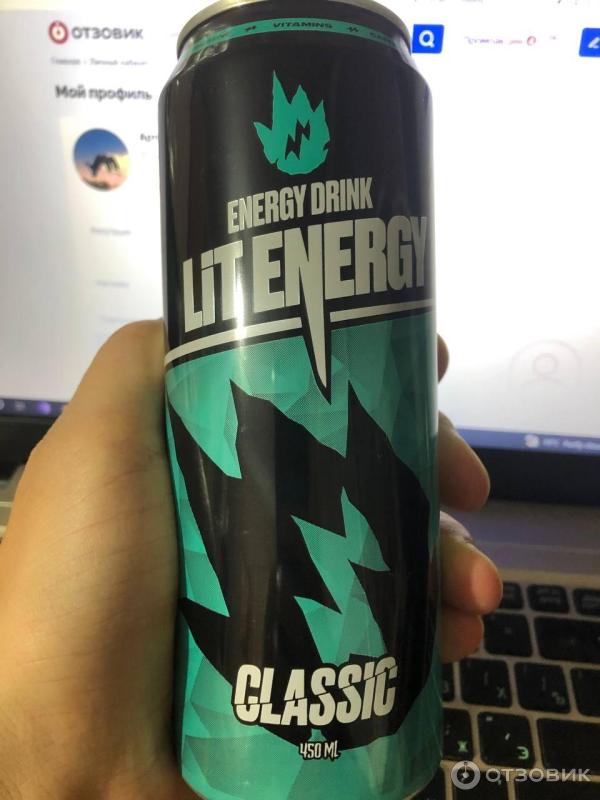 ОТЗОВИК
Мой профиль
VITAMINS
ENERGY DRINK
LiT ENERGY
CLASSIC
450 ML
ОТЗОВИК